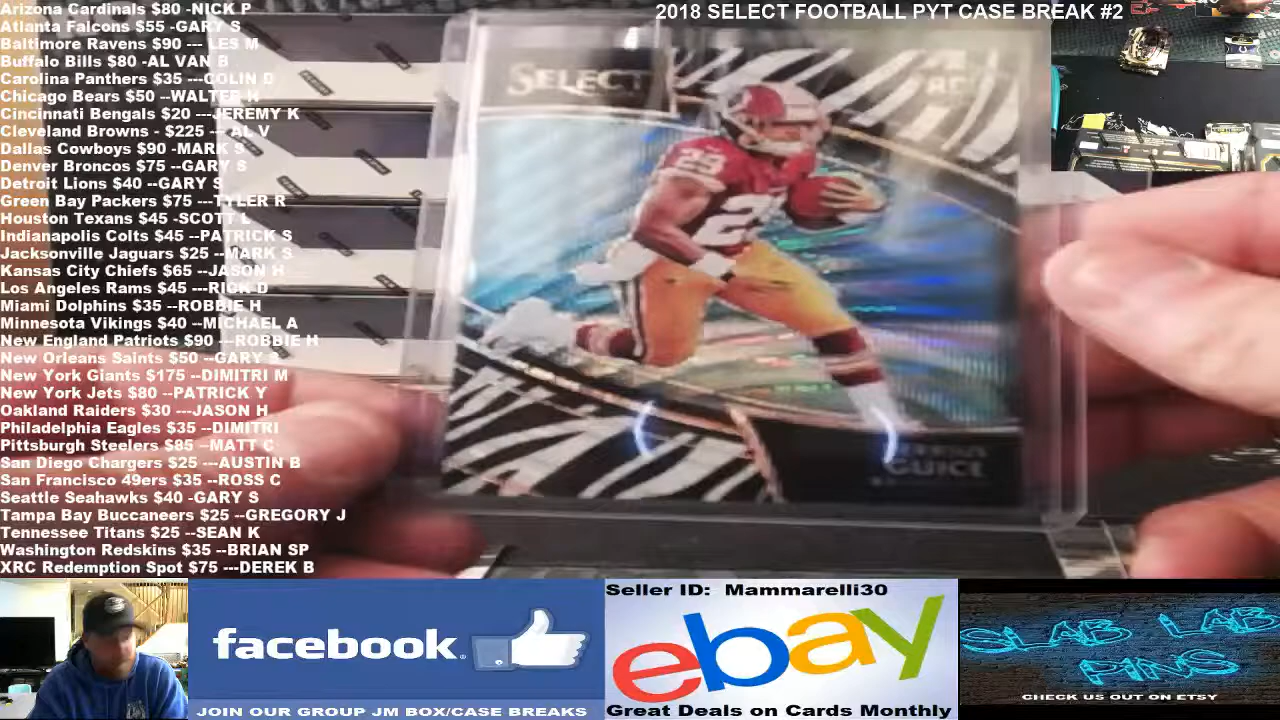 2018 SELECT FOOTBALL PYT CASE BREAK #2
Arizona Cardinals $80 -NICK P
Atlanta Falcons $55 -GARY S
Baltimore Ravens $90 --- LES M
Buffalo Bills $80 -AL VAN B
Carolina Panthers $35 ---COLIN D
Chicago Bears $50 --WALTER H
Cincinnati Bengals $20 ---JEREMY K
Cleveland Browns - $225 --- AL V
Dallas Cowboys $90 -MARK S
Denver Broncos $75 --GARY S
Detroit Lions $40 --GARY S
Green Bay Packers $75 ---TYLER R
Houston Texans $45 -SCOTT L
Indianapolis Colts $45 --PATRICK S
Jacksonville Jaguars $25 --MARK S
Kansas City Chiefs $65 --JASON H
Los Angeles Rams $45 ---RICK D
Miami Dolphins $35 --ROBBIE H
Minnesota Vikings $40 --MICHAEL A
New England Patriots $90 ---ROBBIE H
New Orleans Saints $50 --GARY S
New York Giants $175 --DIMITRI M
New York Jets $80 --PATRICK Y
Oakland Raiders $30 ---JASON H
Philadelphia Eagles $35 --DIMITRI
Pittsburgh Steelers $85 --MATT C
San Diego Chargers $25 ---AUSTIN B
San Francisco 49ers $35 --ROSS C
Seattle Seahawks $40 -GARY S
Tampa Bay Buccaneers $25 --GREGORY J
Tennessee Titans $25 --SEAN K
Washington Redskins $35 --BRIAN SP
XRC Redemption Spot $75 ---DEREK B
SELECT
29
GUICE
facebook
JOIN OUR GROUP JM BOX/CASE BREAKS
Seller ID: Mammarelli30
ebay
Great Deals on Cards Monthly
SLAB LAB
PINS
CHECK US OUT ON ETSY